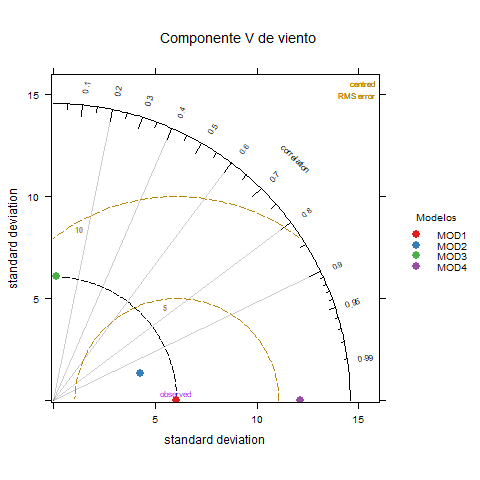 Componente V de viento
centred
RMS error
15
10
5
standard deviation
0.1
0.2
0.3
0.4
0.5
0.6
0.7
0.8
0.9
0.95
0.99
correlation
10
5
observed
5
10
15
standard deviation
Modelos
MOD1
MOD2
MOD3
MOD4